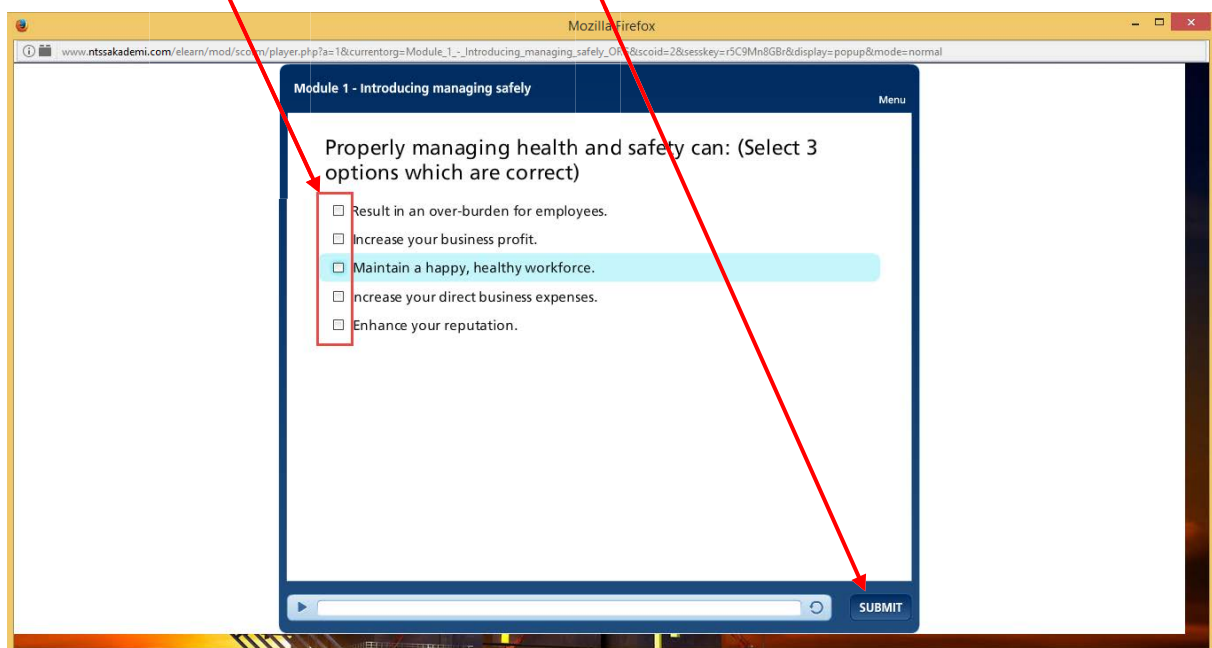 Mozilla Firefox
www.ntssakademi.com/elearn/mod/scorm/player.php?a=1&currentorg=Module_1_-_Introducing_managing_safely_ORG&scoid=2&sesskey=r5C9Mn8GBr&display=popup&mode=normal
Module 1 - Introducing managing safely
Menu
Properly managing health and safety can: (Select 3
options which are correct)
Result in an over-burden for employees.
Increase your business profit.
Maintain a happy, healthy workforce.
Increase your direct business expenses.
Enhance your reputation.
SUBMIT